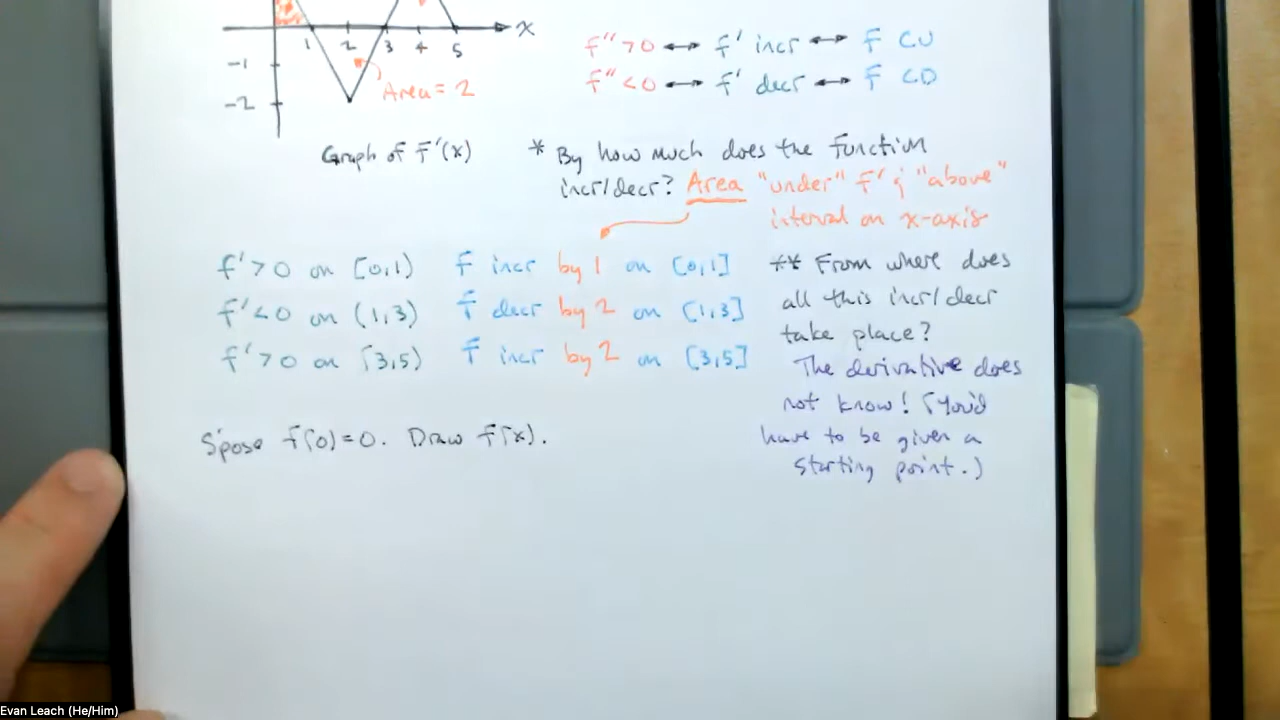 x
1 2 3 4 5
-1
-2
Area = 2
Graph of f'(x)
f''>0 ↔ f' incr ↔ f CU
f''<0 ↔ f' decr ↔ f CD
* By how much does the function
incr/decr? Area "under" f' & "above"
interval on x-axis
f'>0 on [0,1) f incr by 1 on [0,1]
f'<0 on (1,3) f decr by 2 on [1,3]
f'>0 on (3,5) f incr by 2 on [3,5]
** From where does
all this incr/decr
take place?
The derivative does
not know! (You'd
have to be given a
starting point.)
S'pose f(0)=0. Draw f(x).
Evan Leach (He/Him)